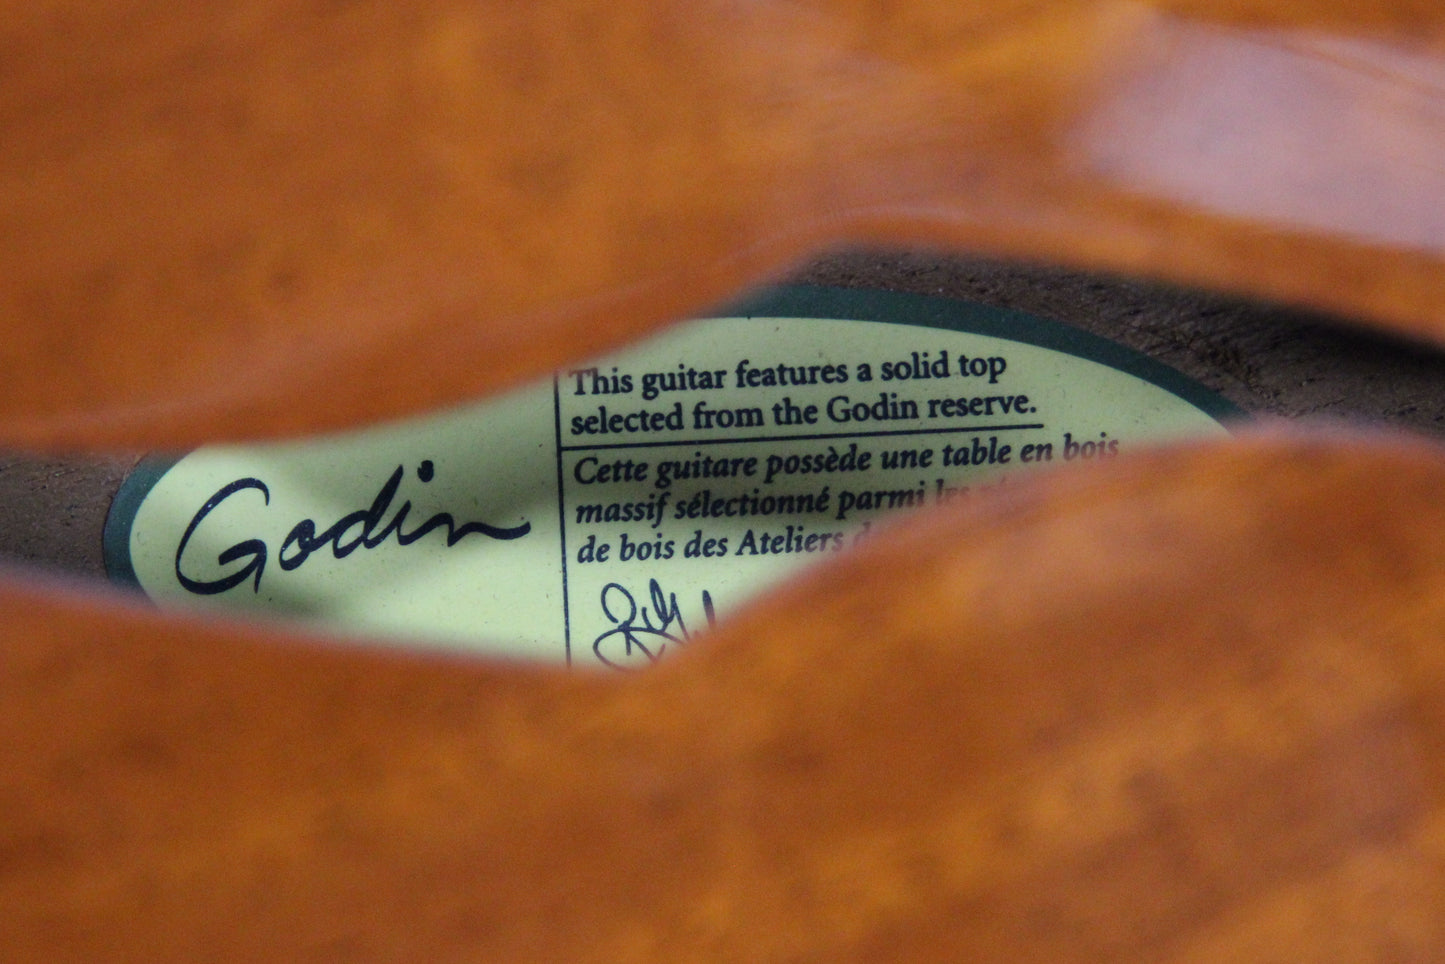 Godin
This guitar features a solid top
selected from the Godin reserve.
Cette guitare possède une table en bois
massif sélectionné parmi les
de bois des Ateliers